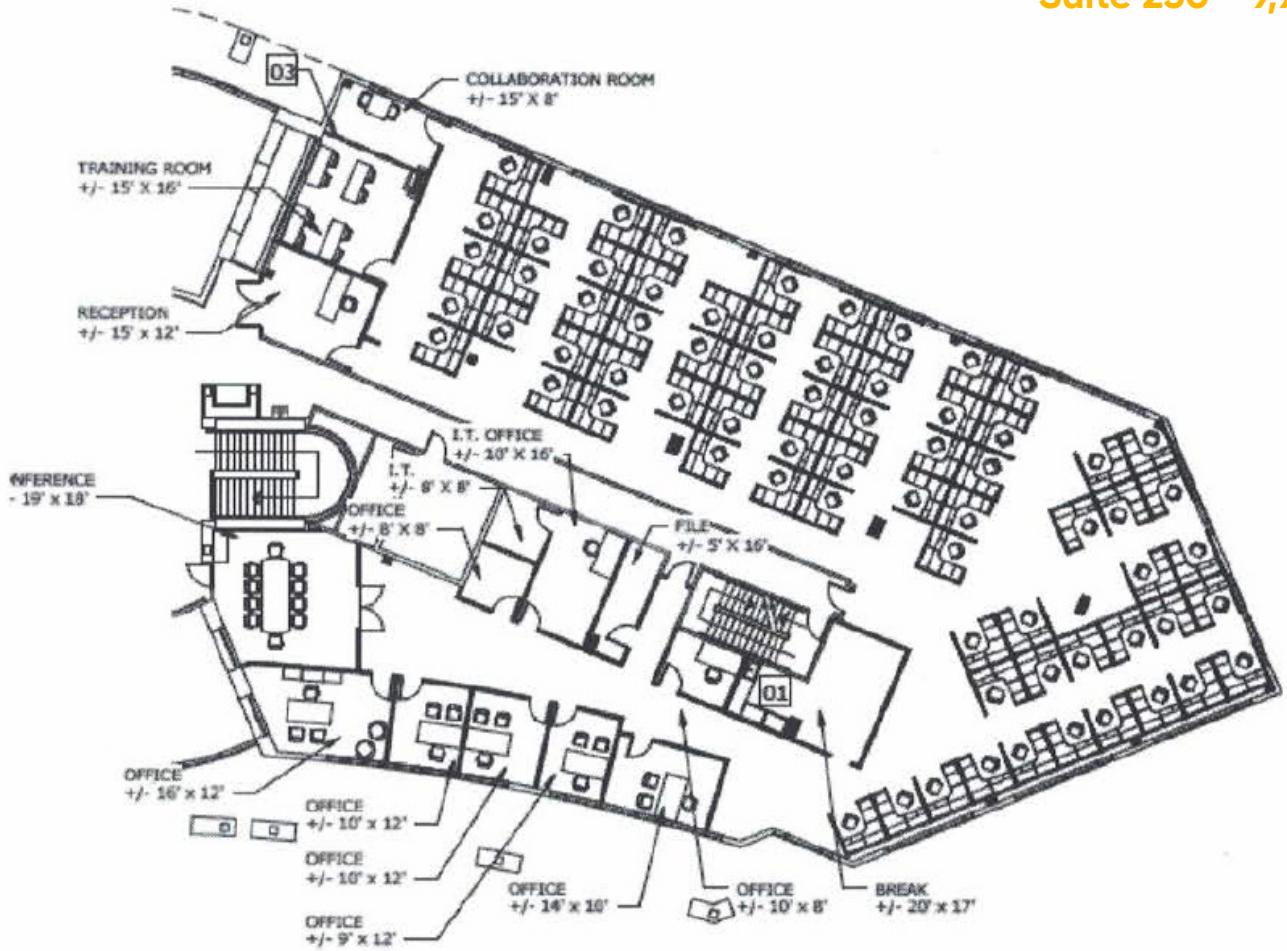 Suite 250
03
COLLABORATION ROOM
+/- 15' X 8'
TRAINING ROOM
+/- 15' X 16'
RECEPTION
+/- 15' X 12'
I.T. OFFICE
+/- 10' X 16'
I.T.
+/- 8' X 8'
NFERENCE
- 19' x 18'
OFFICE
+/- 8' X 8'
FILE
+/- 5' X 16'
01
OFFICE
+/- 16' x 12'
OFFICE
+/- 10' x 12'
OFFICE
+/- 10' x 12'
OFFICE
+/- 9' x 12'
OFFICE
+/- 14' x 10'
OFFICE
+/- 10' x 8'
BREAK
+/- 20' x 17'